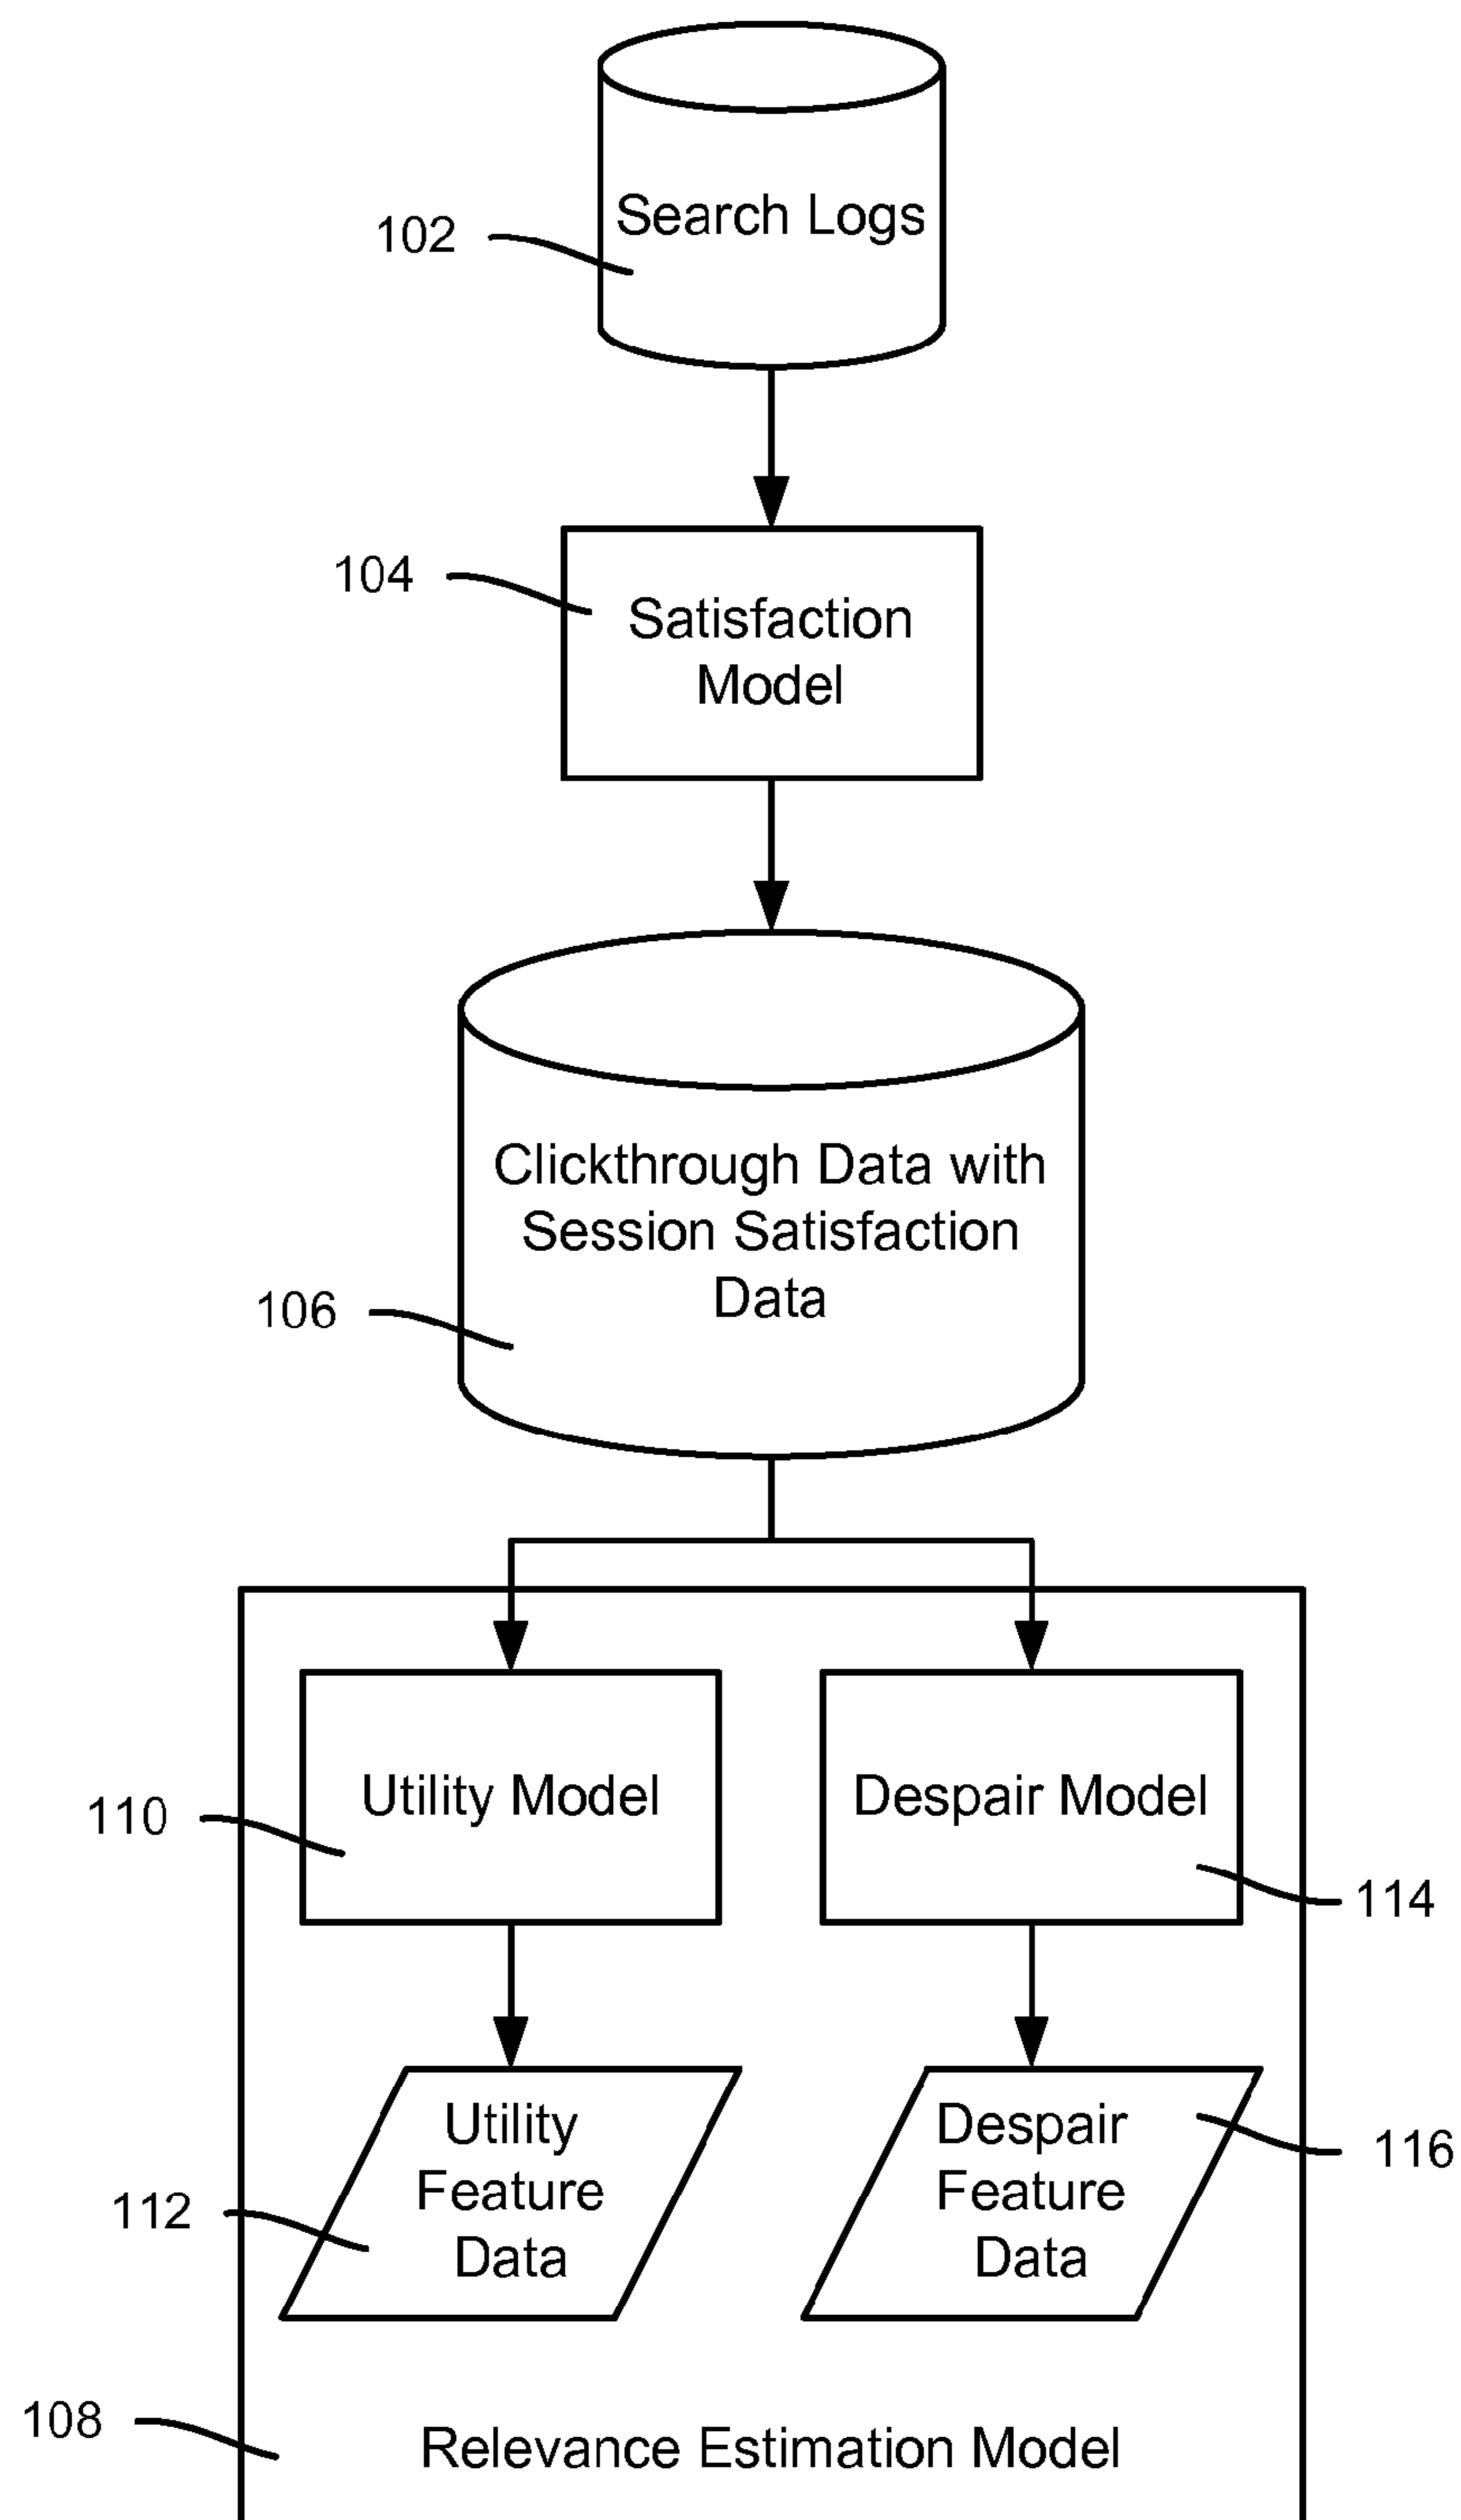 Search Logs
102
104
Satisfaction
Model
Clickthrough Data with
Session Satisfaction
Data
106
Utility Model
Despair Model
110
114
Utility
Feature
Data
Despair
Feature
Data
116
112
108
Relevance Estimation Model